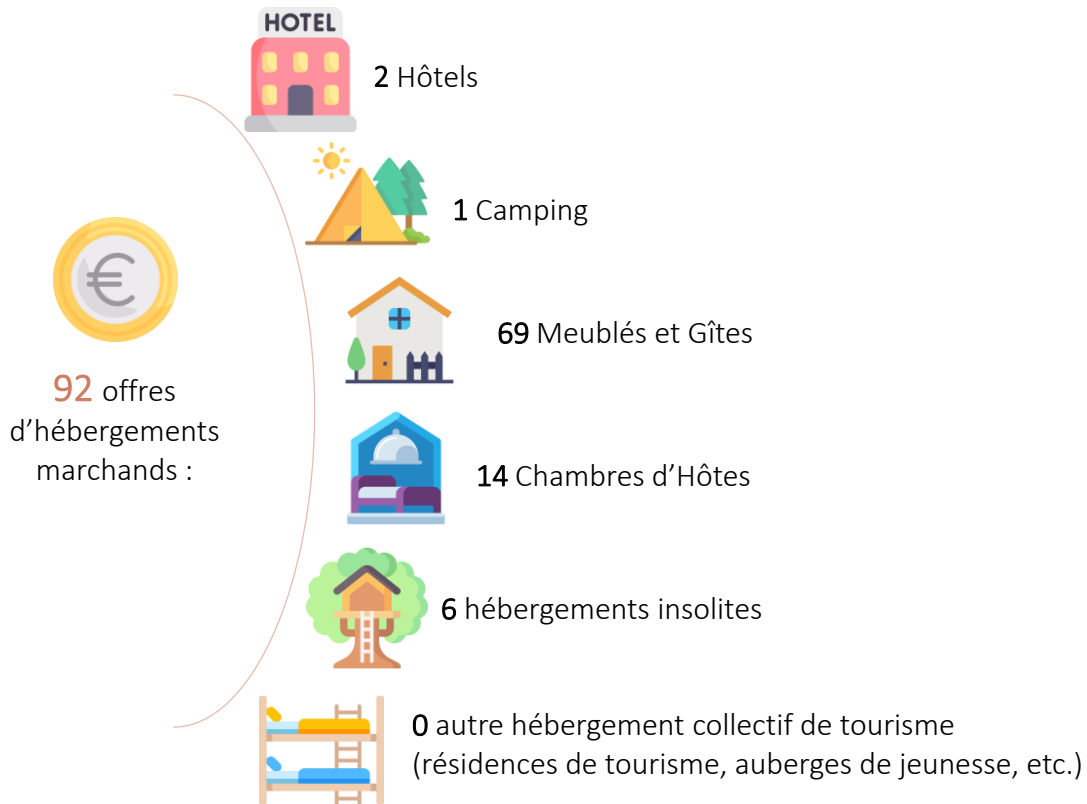 HOTEL
2 Hôtels
1 Camping
69 Meublés et Gîtes
92 offres
d’hébergements
marchands :
14 Chambres d’Hôtes
6 hébergements insolites
0 autre hébergement collectif de tourisme
(résidences de tourisme, auberges de jeunesse, etc.)